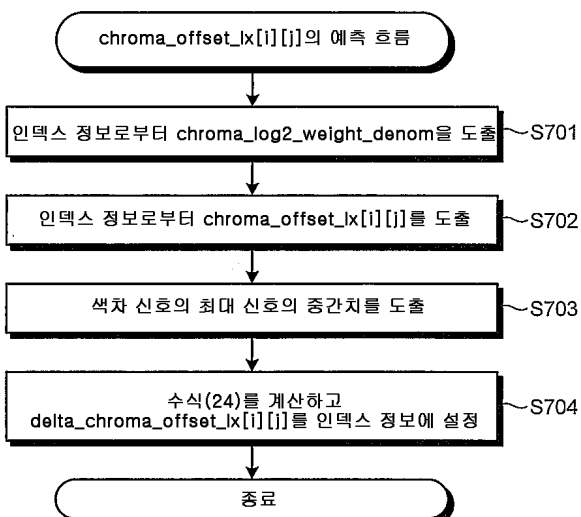 chroma_offset_lx[i][j]의 예측 흐름
인덱스 정보로부터 chroma_log2_weight_denom을 도출
S701
인덱스 정보로부터 chroma_offset_lx[i][j]를 도출
S702
색차 신호의 최대 신호의 중간치를 도출
S703
수식(24)를 계산하고
delta_chroma_offset_lx[i][j]를 인덱스 정보에 설정
S704
종료